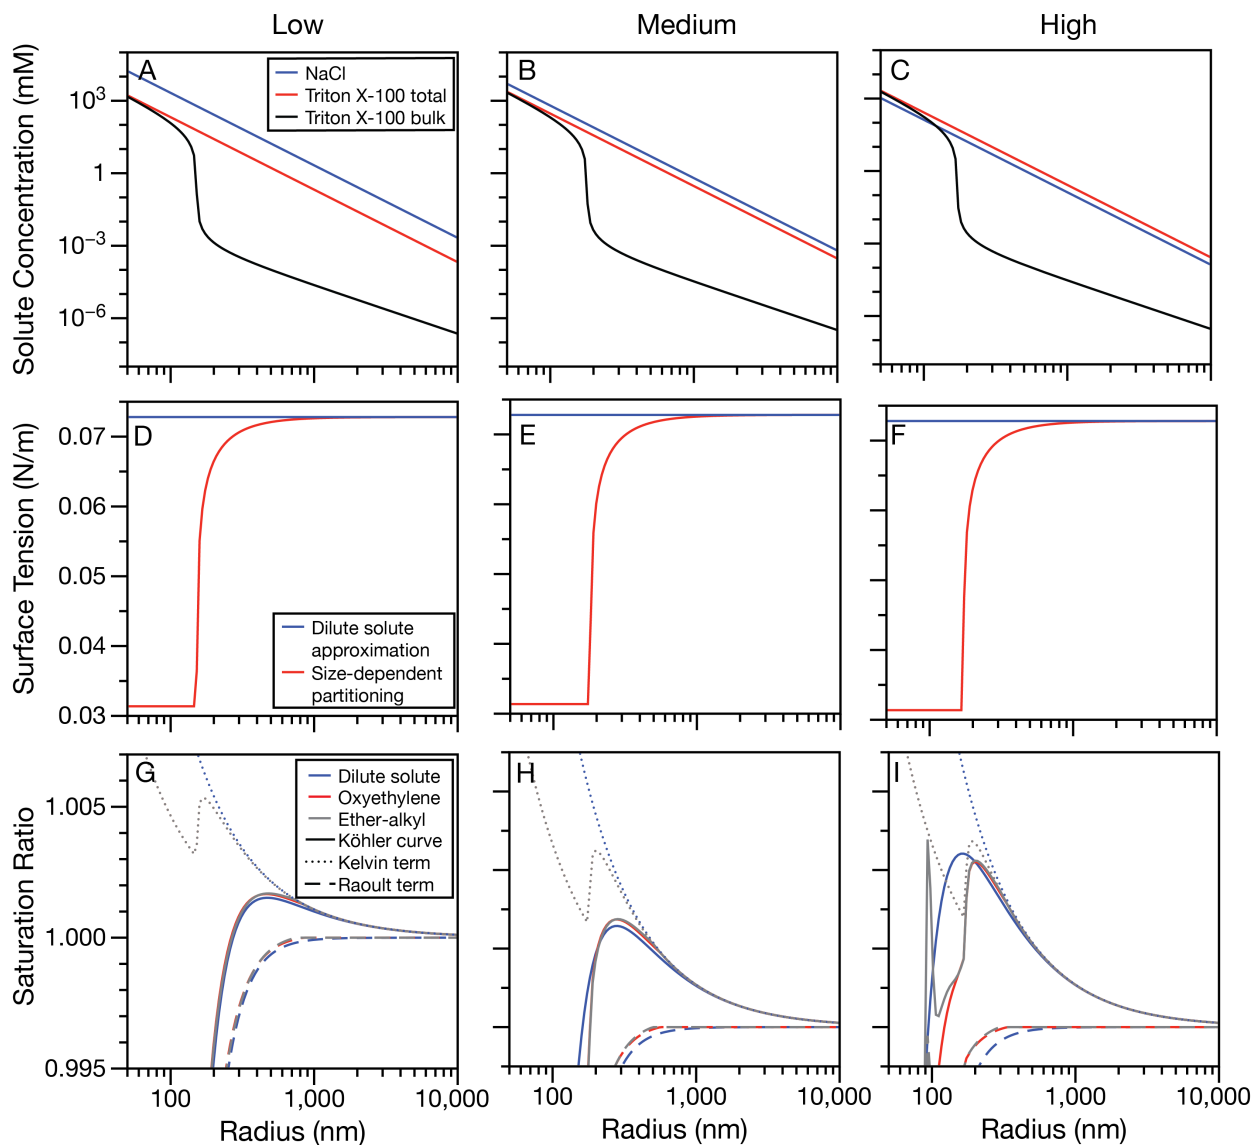 Low
Medium
High
Solute Concentration (mM)
A
NaCl
Triton X-100 total
Triton X-100 bulk
10³
1
10⁻³
10⁻⁶
B
C
Surface Tension (N/m)
D
0.07
0.06
0.05
0.04
0.03
Dilute solute
approximation
Size-dependent
partitioning
E
F
Saturation Ratio
G
1.005
1.000
0.995
Dilute solute
Oxyethylene
Ether-alkyl
Köhler curve
Kelvin term
Raoult term
H
I
100
1,000
10,000
100
1,000
10,000
100
1,000
10,000
Radius (nm)
Radius (nm)
Radius (nm)